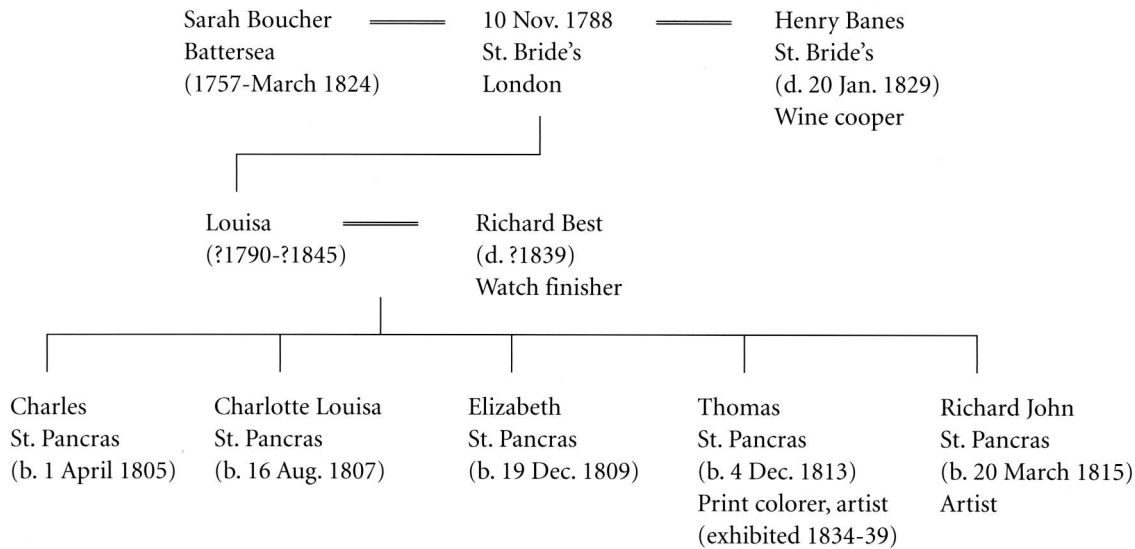 Sarah Boucher
Battersea
(1757-March 1824)
10 Nov. 1788
St. Bride's
London
Henry Banes
St. Bride's
(d. 20 Jan. 1829)
Wine cooper
Louisa
(?1790-?1845)
Richard Best
(d. ?1839)
Watch finisher
Charles
St. Pancras
(b. 1 April 1805)
Charlotte Louisa
St. Pancras
(b. 16 Aug. 1807)
Elizabeth
St. Pancras
(b. 19 Dec. 1809)
Thomas
St. Pancras
(b. 4 Dec. 1813)
Print colorer, artist
(exhibited 1834-39)
Richard John
St. Pancras
(b. 20 March 1815)
Artist